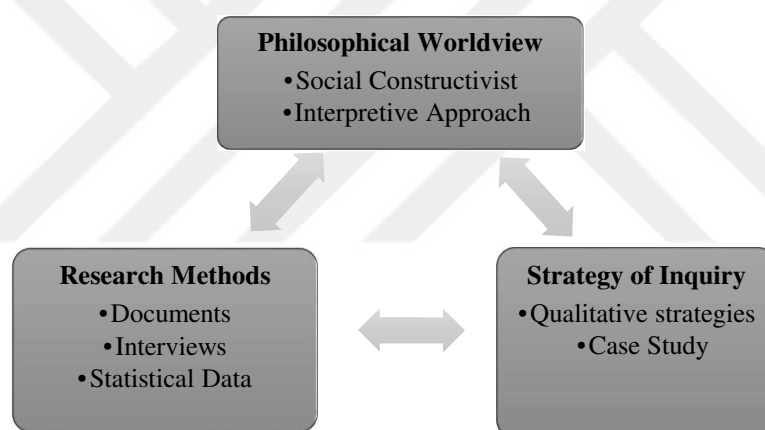 Philosophical Worldview
•Social Constructivist
•Interpretive Approach
Research Methods
•Documents
•Interviews
•Statistical Data
Strategy of Inquiry
•Qualitative strategies
•Case Study